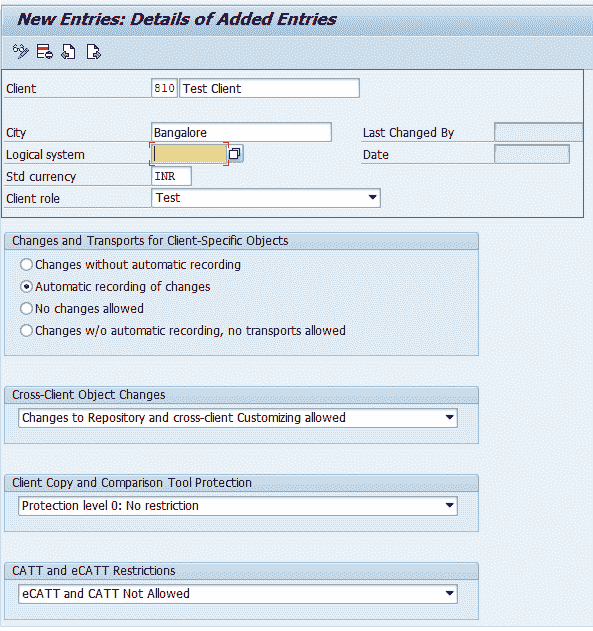 New Entries: Details of Added Entries
Client 810 Test Client
City Bangalore Last Changed By
Logical system Date
Std currency INR
Client role Test
Changes and Transports for Client-Specific Objects
Changes without automatic recording
Automatic recording of changes
No changes allowed
Changes w/o automatic recording, no transports allowed
Cross-Client Object Changes
Changes to Repository and cross-client Customizing allowed
Client Copy and Comparison Tool Protection
Protection level 0: No restriction
CATT and eCATT Restrictions
eCATT and CATT Not Allowed